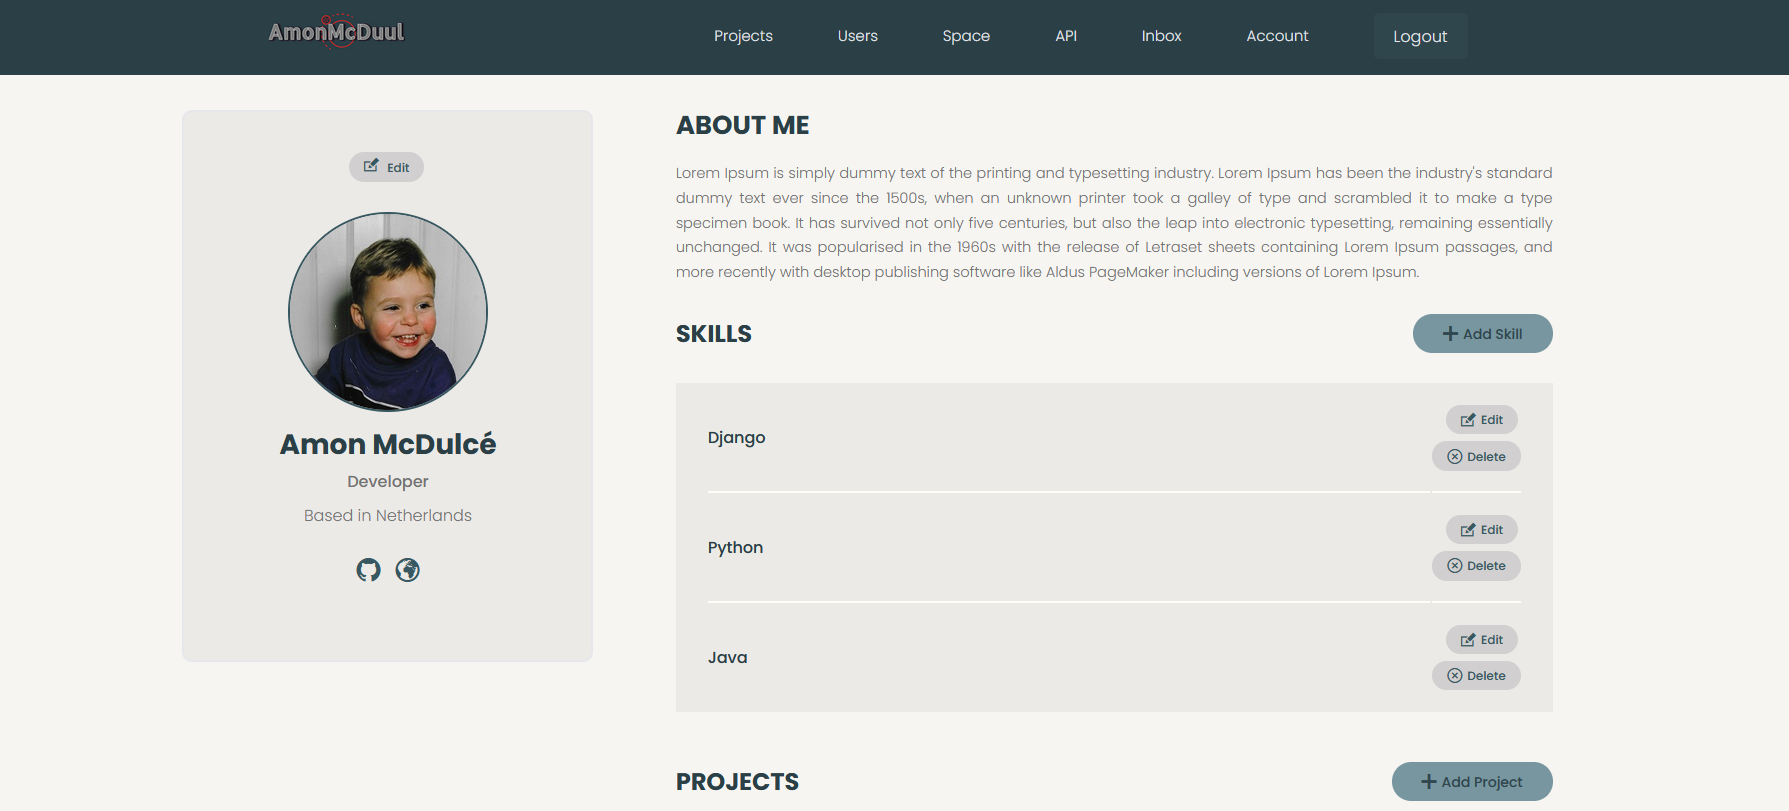 AmonMcDuul
Projects Users Space API Inbox Account Logout
Edit
Amon McDulcé
Developer
Based in Netherlands
ABOUT ME
Lorem Ipsum is simply dummy text of the printing and typesetting industry. Lorem Ipsum has been the industry's standard
dummy text ever since the 1500s, when an unknown printer took a galley of type and scrambled it to make a type
specimen book. It has survived not only five centuries, but also the leap into electronic typesetting, remaining essentially
unchanged. It was popularised in the 1960s with the release of Letraset sheets containing Lorem Ipsum passages, and
more recently with desktop publishing software like Aldus PageMaker including versions of Lorem Ipsum.
SKILLS
Add Skill
Django
Edit
Delete
Python
Edit
Delete
Java
Edit
Delete
PROJECTS
Add Project